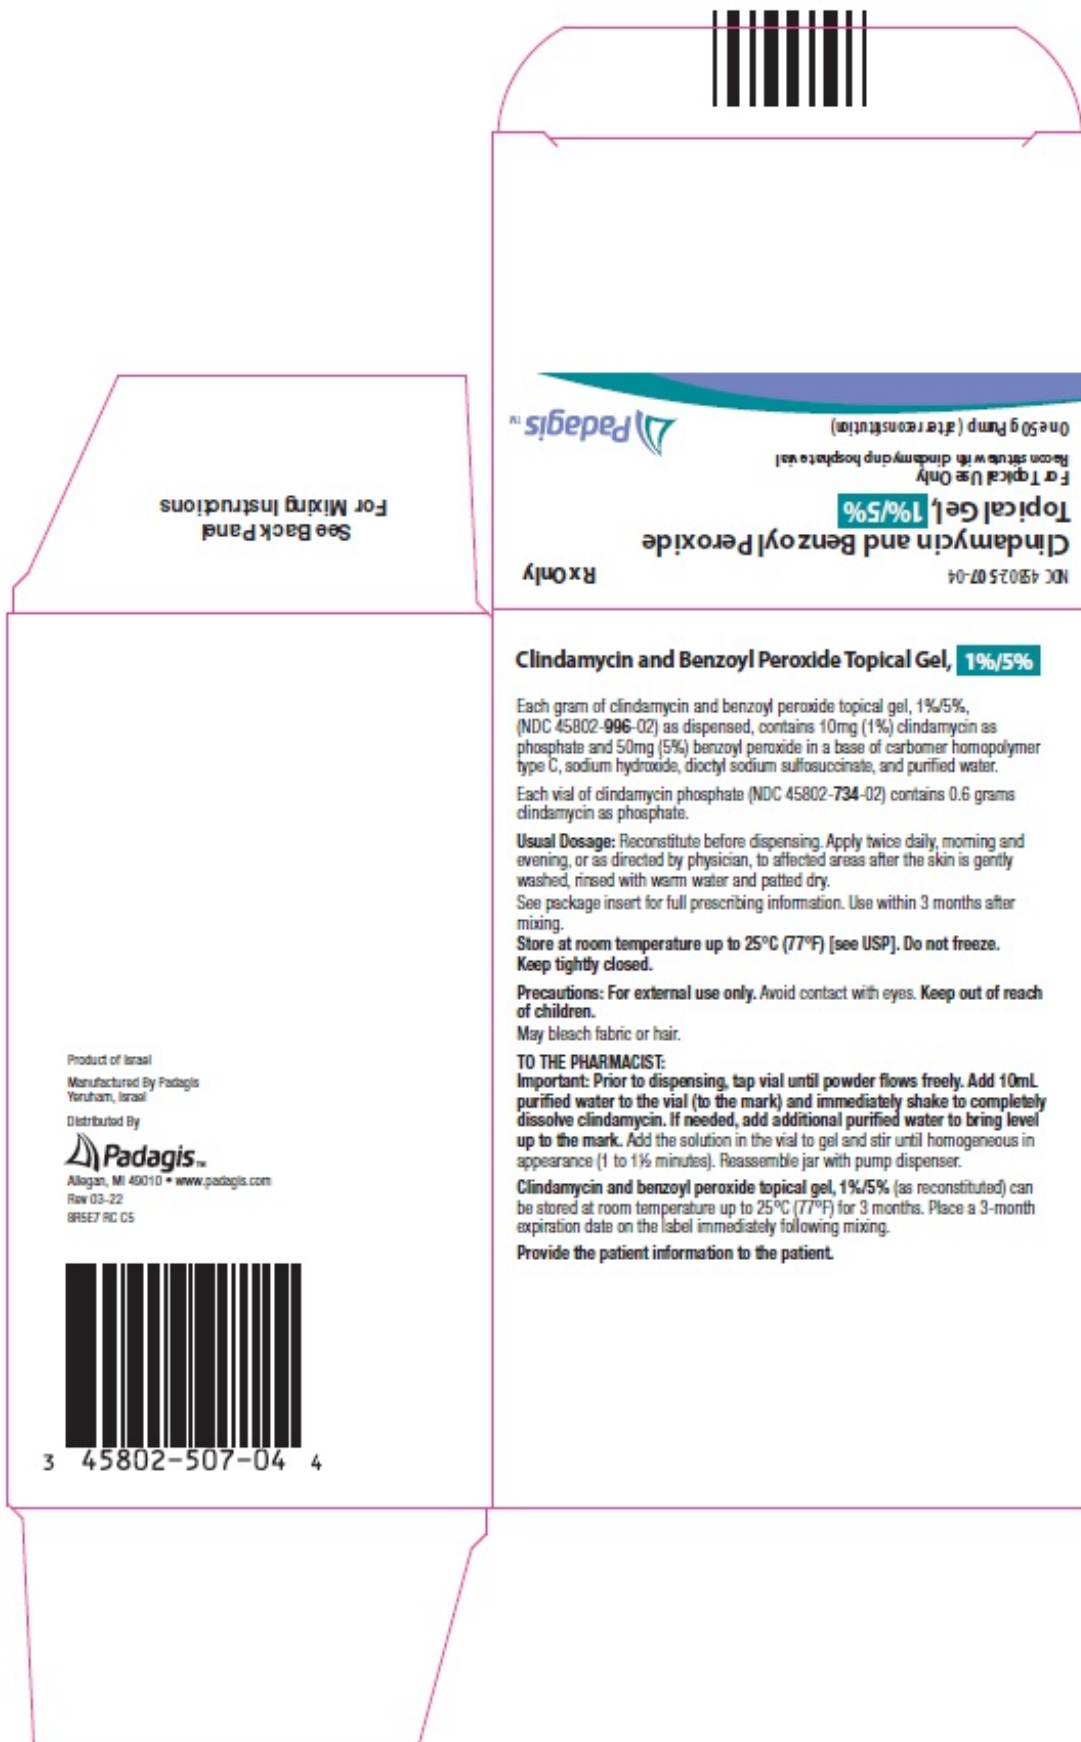 NDC 45802-507-04
Rx Only
Clindamycin and Benzoyl Peroxide
Topical Gel, 1%/5%
For Topical Use Only
Reconstitute with clindamycin phosphate vial
One 50 g Pump (after reconstitution)
Padagis™
See Back Panel
For Mixing Instructions
Clindamycin and Benzoyl Peroxide Topical Gel, 1%/5%
Each gram of clindamycin and benzoyl peroxide topical gel, 1%/5%,
(NDC 45802-996-02) as dispensed, contains 10mg (1%) clindamycin as
phosphate and 50mg (5%) benzoyl peroxide in a base of carbomer homopolymer
type C, sodium hydroxide, dioctyl sodium sulfosuccinate, and purified water.
Each vial of clindamycin phosphate (NDC 45802-734-02) contains 0.6 grams
clindamycin as phosphate.
Usual Dosage: Reconstitute before dispensing. Apply twice daily, morning and
evening, or as directed by physician, to affected areas after the skin is gently
washed, rinsed with warm water and patted dry.
See package insert for full prescribing information. Use within 3 months after
mixing.
Store at room temperature up to 25°C (77°F) [see USP]. Do not freeze.
Keep tightly closed.
Precautions: For external use only. Avoid contact with eyes. Keep out of reach
of children.
May bleach fabric or hair.
TO THE PHARMACIST:
Important: Prior to dispensing, tap vial until powder flows freely. Add 10mL
purified water to the vial (to the mark) and immediately shake to completely
dissolve clindamycin. If needed, add additional purified water to bring level
up to the mark. Add the solution in the vial to gel and stir until homogeneous in
appearance (1 to 1½ minutes). Reassemble jar with pump dispenser.
Clindamycin and benzoyl peroxide topical gel, 1%/5% (as reconstituted) can
be stored at room temperature up to 25°C (77°F) for 3 months. Place a 3-month
expiration date on the label immediately following mixing.
Provide the patient information to the patient.
Product of Israel
Manufactured By Padagis
Yeruham, Israel
Distributed By
Padagis™
Allegan, MI 49010 • www.padagis.com
Rev 03-22
8R5E7 RC C5
3 45802-507-04 4